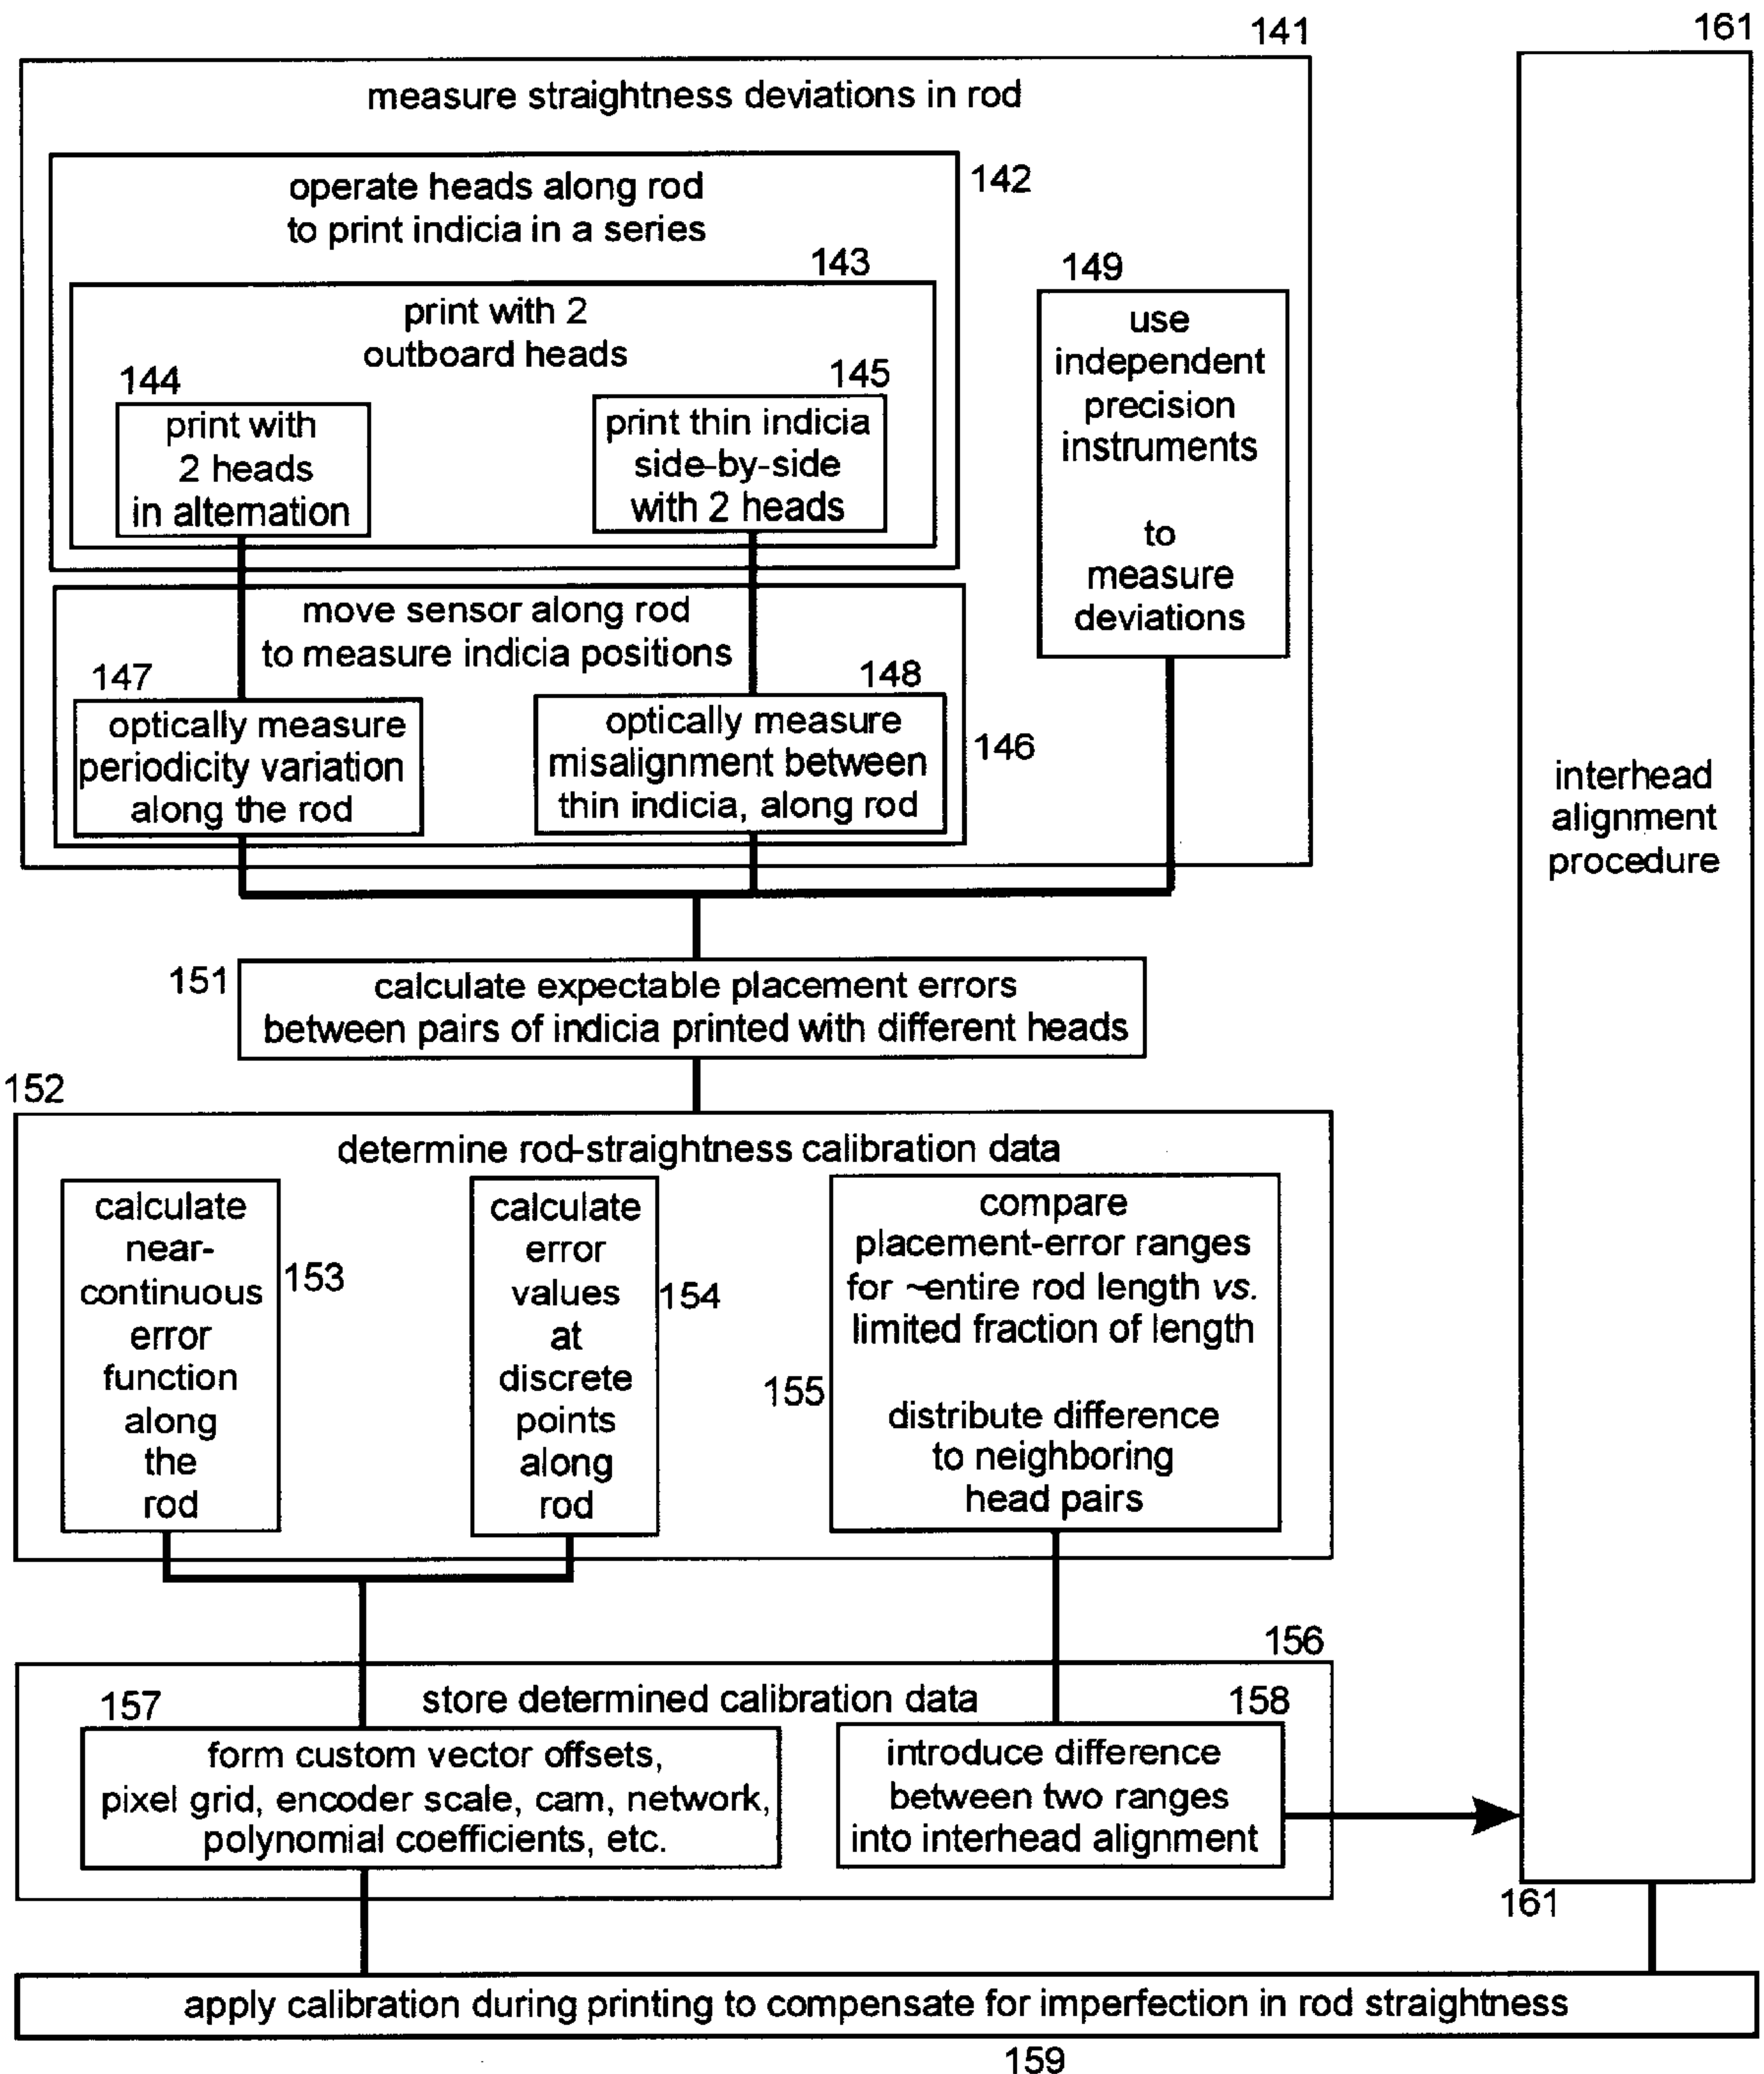 141
161
measure straightness deviations in rod
operate heads along rod
to print indicia in a series
142
143
print with 2
outboard heads
144
print with
2 heads
in alternation
145
print thin indicia
side-by-side
with 2 heads
149
use
independent
precision
instruments
to
measure
deviations
move sensor along rod
to measure indicia positions
147
optically measure
periodicity variation
along the rod
148
optically measure
misalignment between
thin indicia, along rod
146
interhead
alignment
procedure
151
calculate expectable placement errors
between pairs of indicia printed with different heads
152
determine rod-straightness calibration data
calculate
near-
continuous
error
function
along
the
rod
153
calculate
error
values
at
discrete
points
along
rod
154
compare
placement-error ranges
for ~entire rod length vs.
limited fraction of length
155
distribute difference
to neighboring
head pairs
156
store determined calibration data
157
form custom vector offsets,
pixel grid, encoder scale, cam, network,
polynomial coefficients, etc.
158
introduce difference
between two ranges
into interhead alignment
161
apply calibration during printing to compensate for imperfection in rod straightness
159